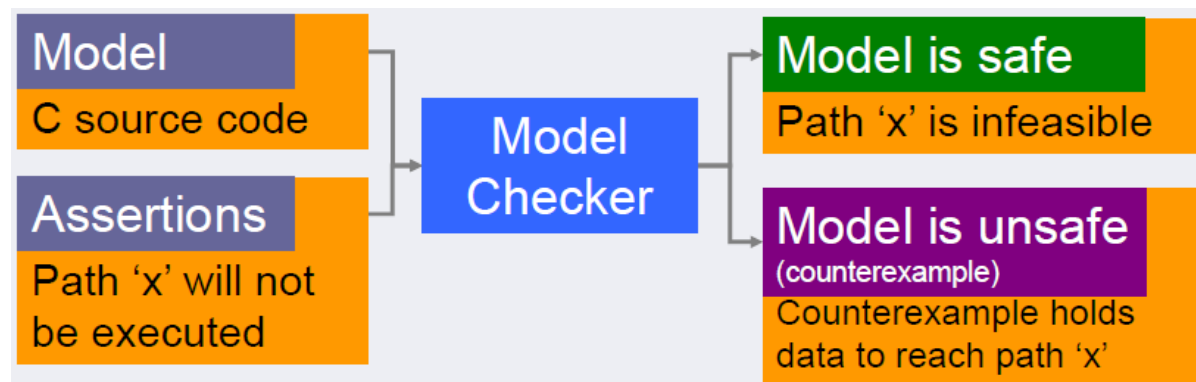 Model
C source code
Assertions
Path ‘x’ will not
be executed
Model
Checker
Model is safe
Path ‘x’ is infeasible
Model is unsafe
(counterexample)
Counterexample holds
data to reach path ‘x’